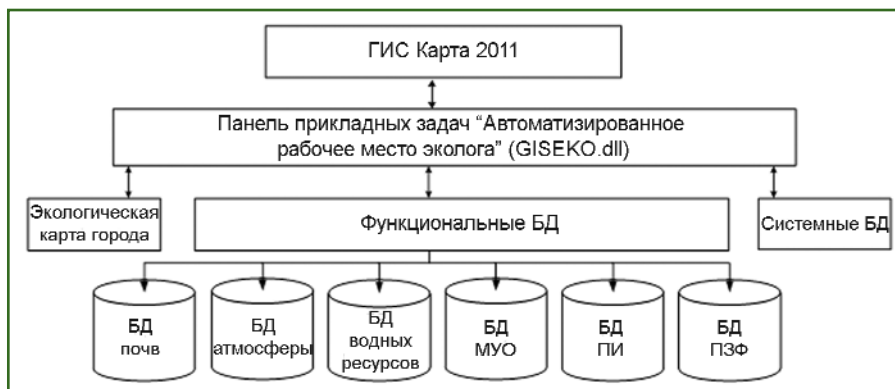 ГИС Карта 2011
Панель прикладных задач “Автоматизированное
рабочее место эколога” (GISEKO.dll)
Экологическая
карта города
Функциональные БД
Системные БД
БД
почв
БД
атмосферы
БД
водных
ресурсов
БД
МУО
БД
ПИ
БД
ПЗФ